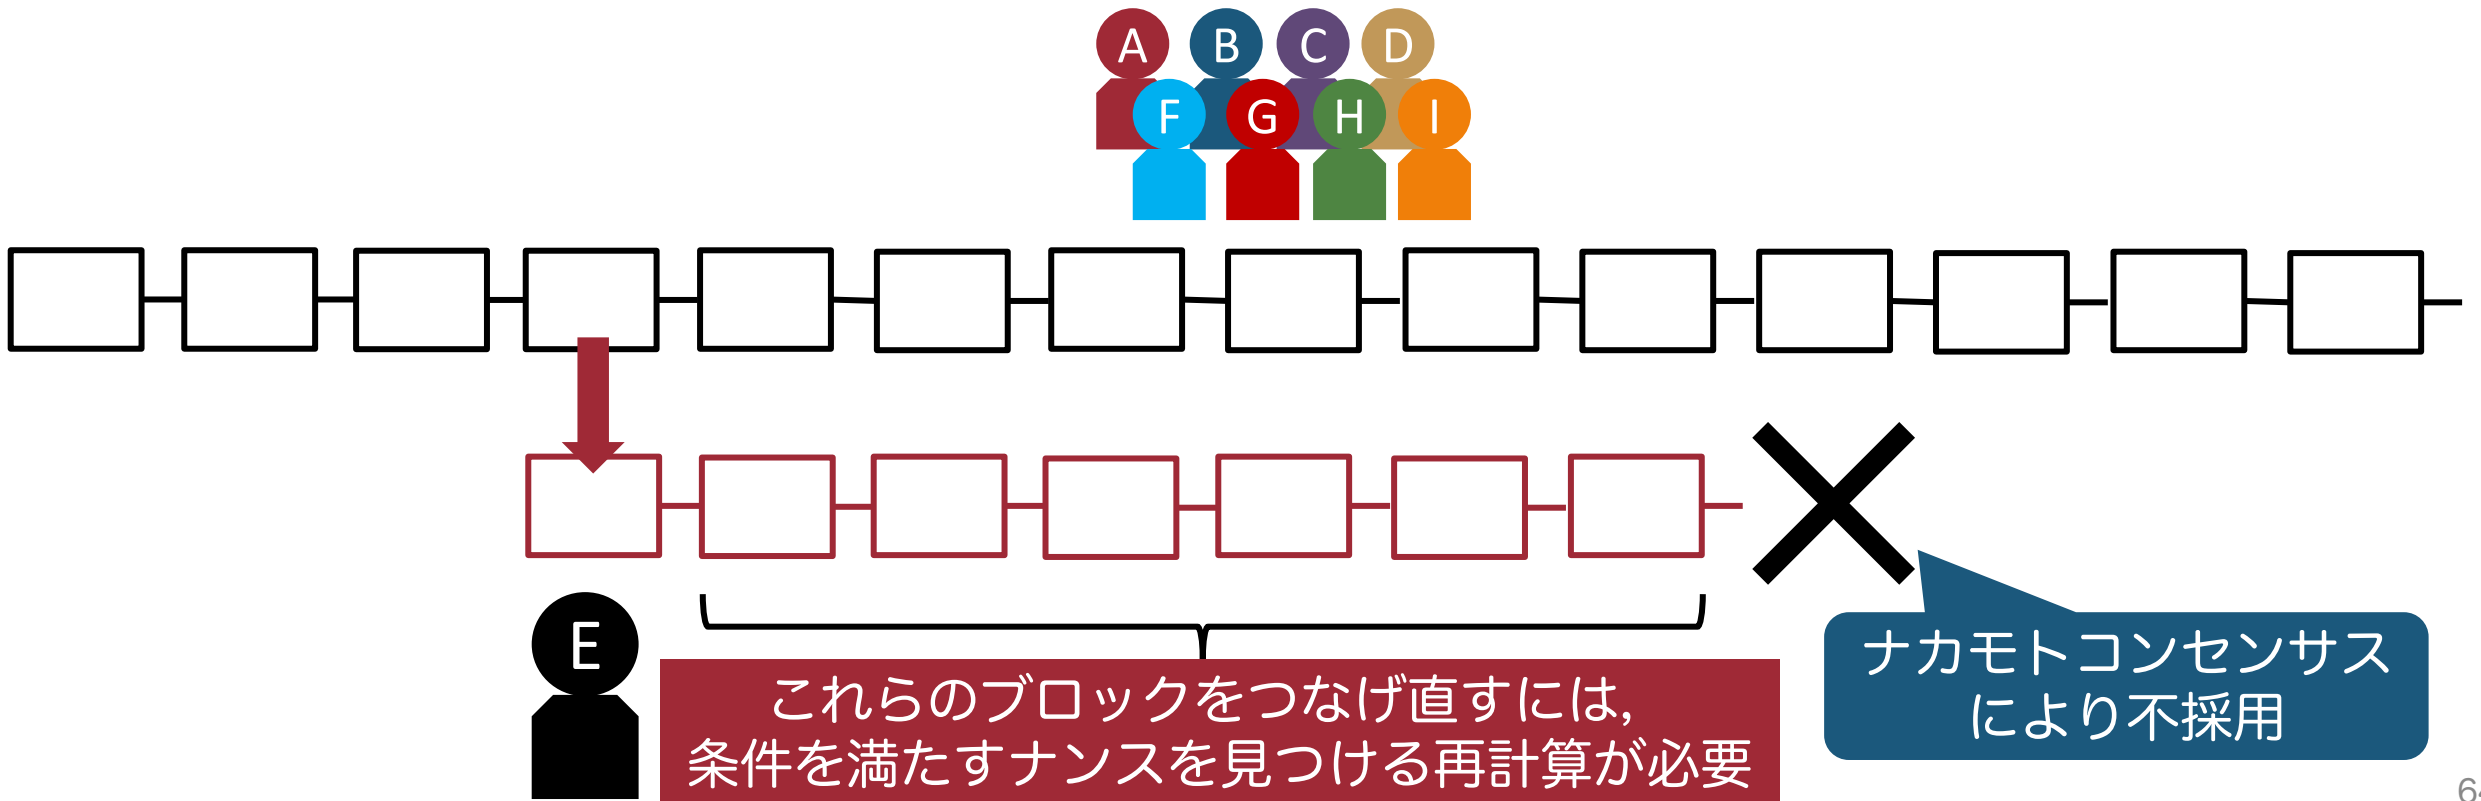 A B C D
F G H I
E
これらのブロックをつなげ直すには,
条件を満たすナンスを見つける再計算が必要
ナカモトコンセンサス
により不採用